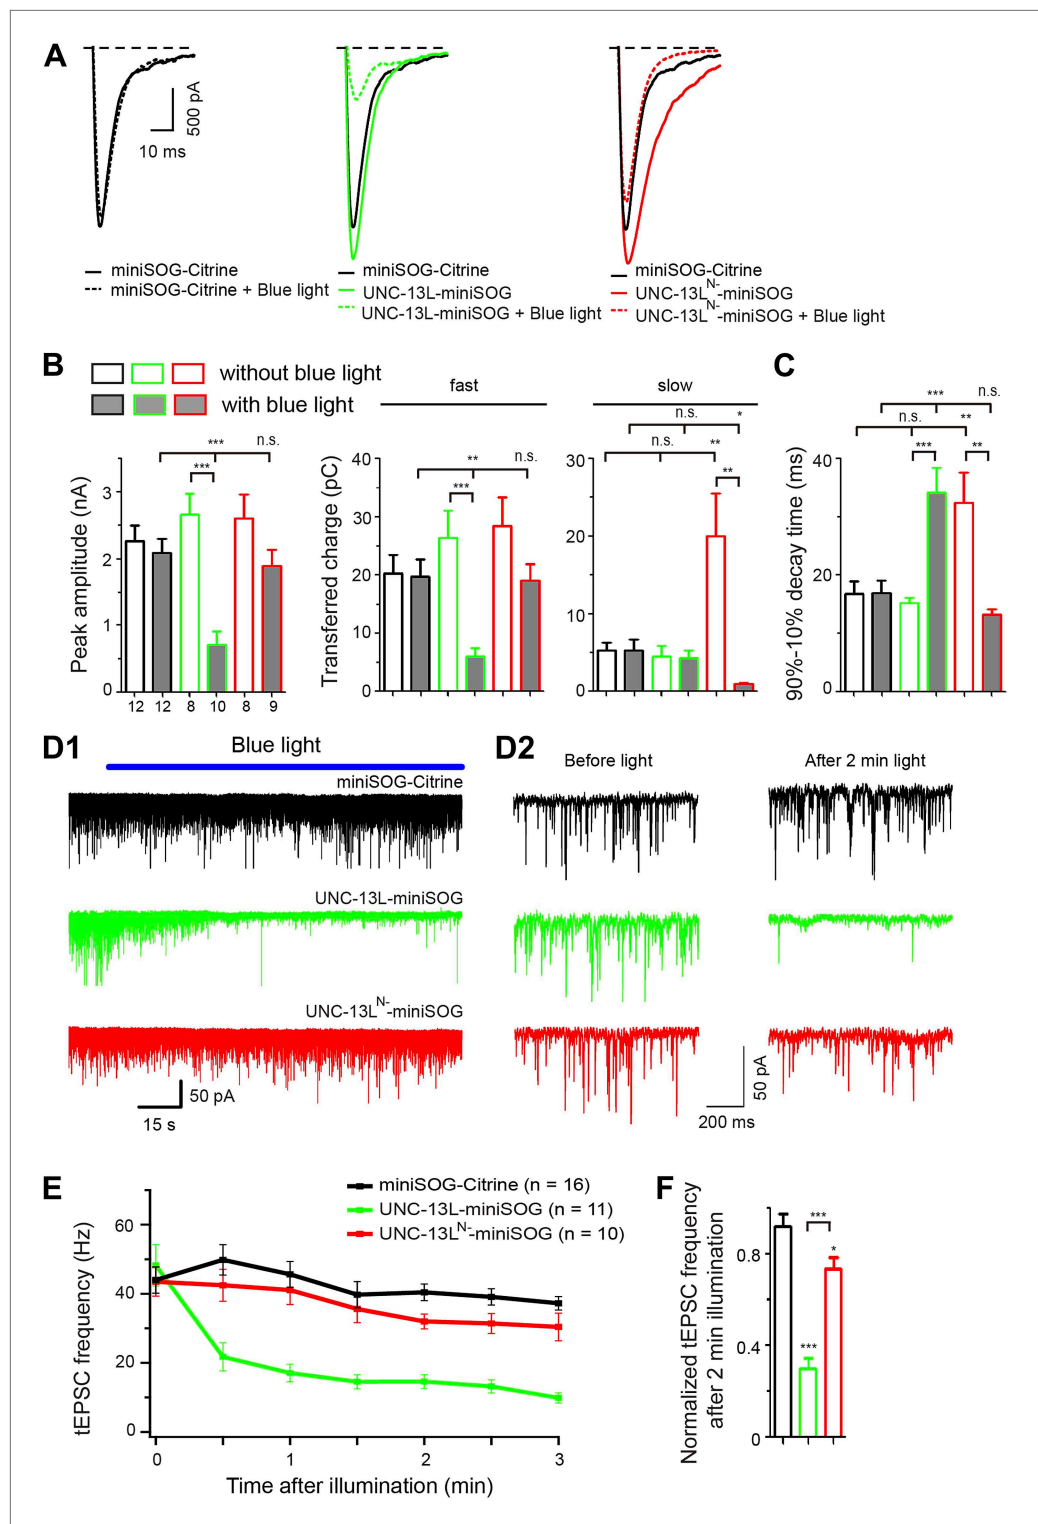 A
500 pA
10 ms
miniSOG-Citrine
miniSOG-Citrine + Blue light
miniSOG-Citrine
UNC-13L-miniSOG
UNC-13L-miniSOG + Blue light
miniSOG-Citrine
UNC-13L^N--miniSOG
UNC-13L^N--miniSOG + Blue light
B
without blue light
with blue light
Peak amplitude (nA)
3
2
1
0
12 12 8 10 8 9
***
***
n.s.
fast
Transferred charge (pC)
40
30
20
10
0
**
***
n.s.
slow
30
25
20
15
10
5
0
n.s.
*
n.s.
**
**
C
90%-10% decay time (ms)
40
20
0
***
n.s.
n.s.
**
***
**
D1
Blue light
miniSOG-Citrine
UNC-13L-miniSOG
UNC-13L^N--miniSOG
50 pA
15 s
D2
Before light
After 2 min light
50 pA
200 ms
E
miniSOG-Citrine (n = 16)
UNC-13L-miniSOG (n = 11)
UNC-13L^N--miniSOG (n = 10)
tEPSC frequency (Hz)
60
40
20
0
0 1 2 3
Time after illumination (min)
F
Normalized tEPSC frequency
after 2 min illumination
0.8
0.4
0
***
*
***